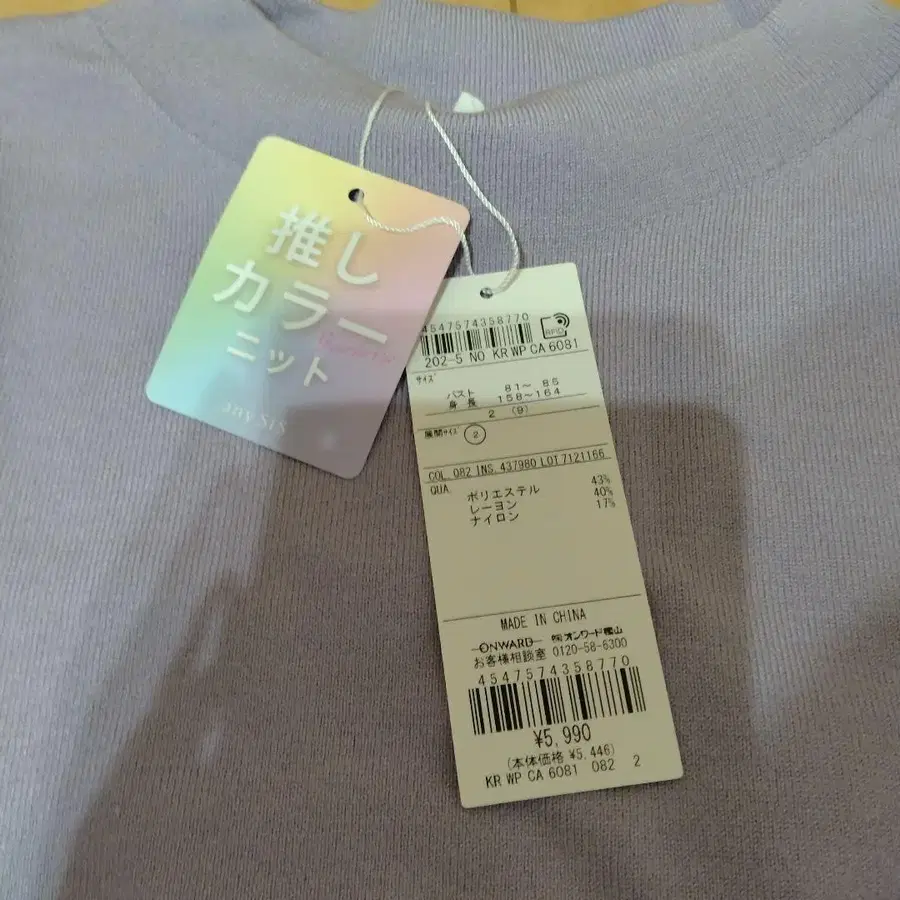 推し
カラー
ニット
any SiS
4547574358770
RFID
202-5 NO KR WP CA 6081
サイズ
バスト 81～ 85
身 長 158～164
2 (9)
展開サイズ 2
COL. 082 INS. 437980 LOT 7121166
QUA.
ポリエステル 43%
レーヨン 40%
ナイロン 17%
MADE IN CHINA
ONWARD ㈱オンワード樫山
お客様相談室 0120-58-6300
4547574358770
¥5,990
(本体価格 ¥5,446)
KR WP CA 6081 082 2